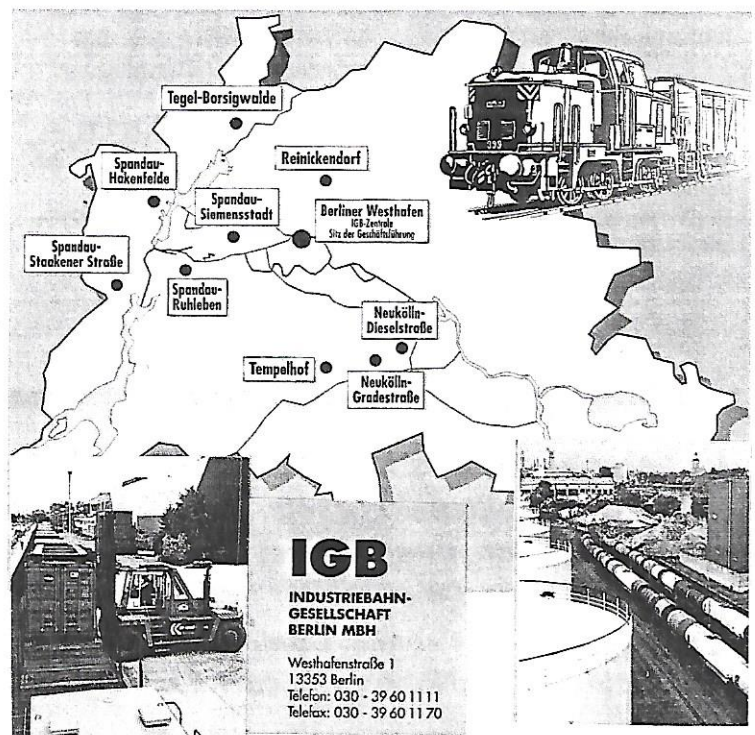 Tegel-Borsigwalde
Spandau-
Hakenfelde
Reinickendorf
Spandau-
Siemensstadt
Berliner Westhafen
IGB-Zentrale
Sitz der Geschäftsführung
Spandau-
Staakener Straße
Spandau-
Ruhleben
Neukölln-
Dieselstraße
Tempelhof
Neukölln-
Gradestraße
IGB
INDUSTRIEBAHN-
GESELLSCHAFT
BERLIN MBH
Westhafenstraße 1
13353 Berlin
Telefon: 030 - 39 60 11 11
Telefax: 030 - 39 60 11 70